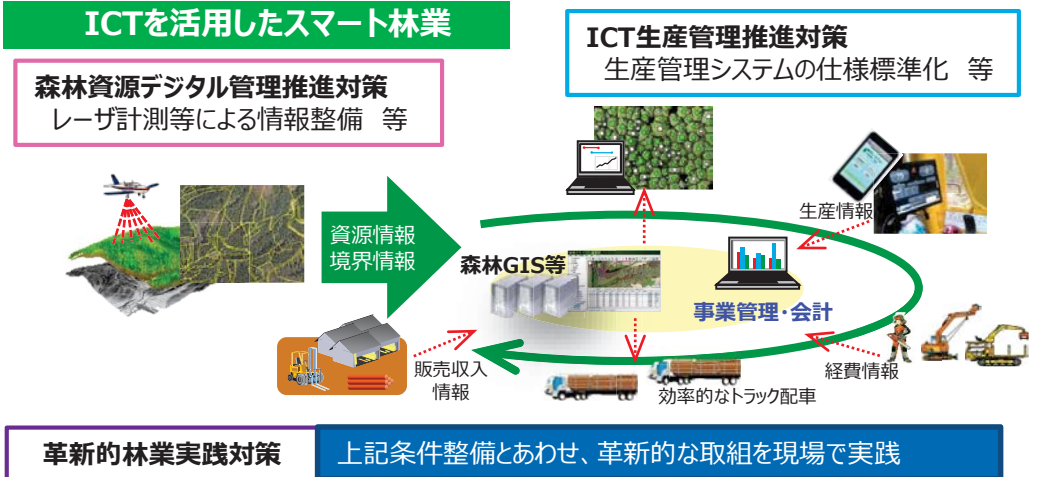 ICTを活用したスマート林業
ICT生産管理推進対策
生産管理システムの仕様標準化 等
森林資源デジタル管理推進対策
レーザ計測等による情報整備 等
生産情報
資源情報
境界情報
森林GIS等
事業管理・会計
販売収入
情報
効率的なトラック配車
経費情報
革新的林業実践対策
上記条件整備とあわせ、革新的な取組を現場で実践